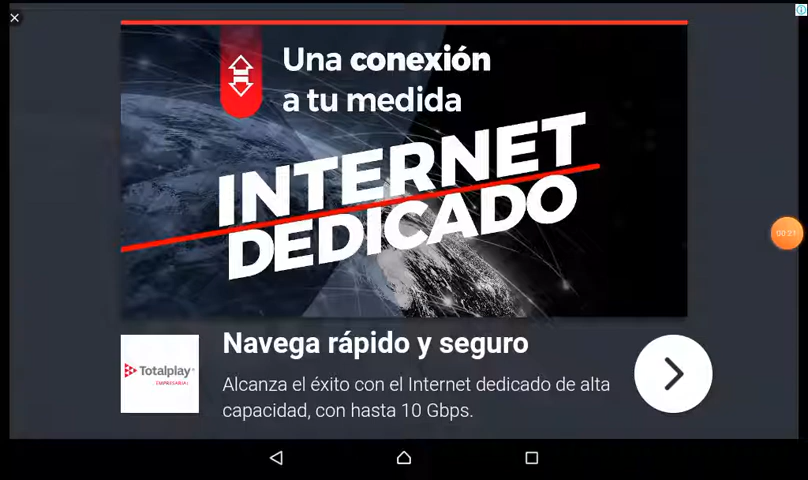 Una conexión
a tu medida
INTERNET
DEDICADO
00:21
Navega rápido y seguro
Totalplay
EMPRESARIAL
Alcanza el éxito con el Internet dedicado de alta
capacidad, con hasta 10 Gbps.